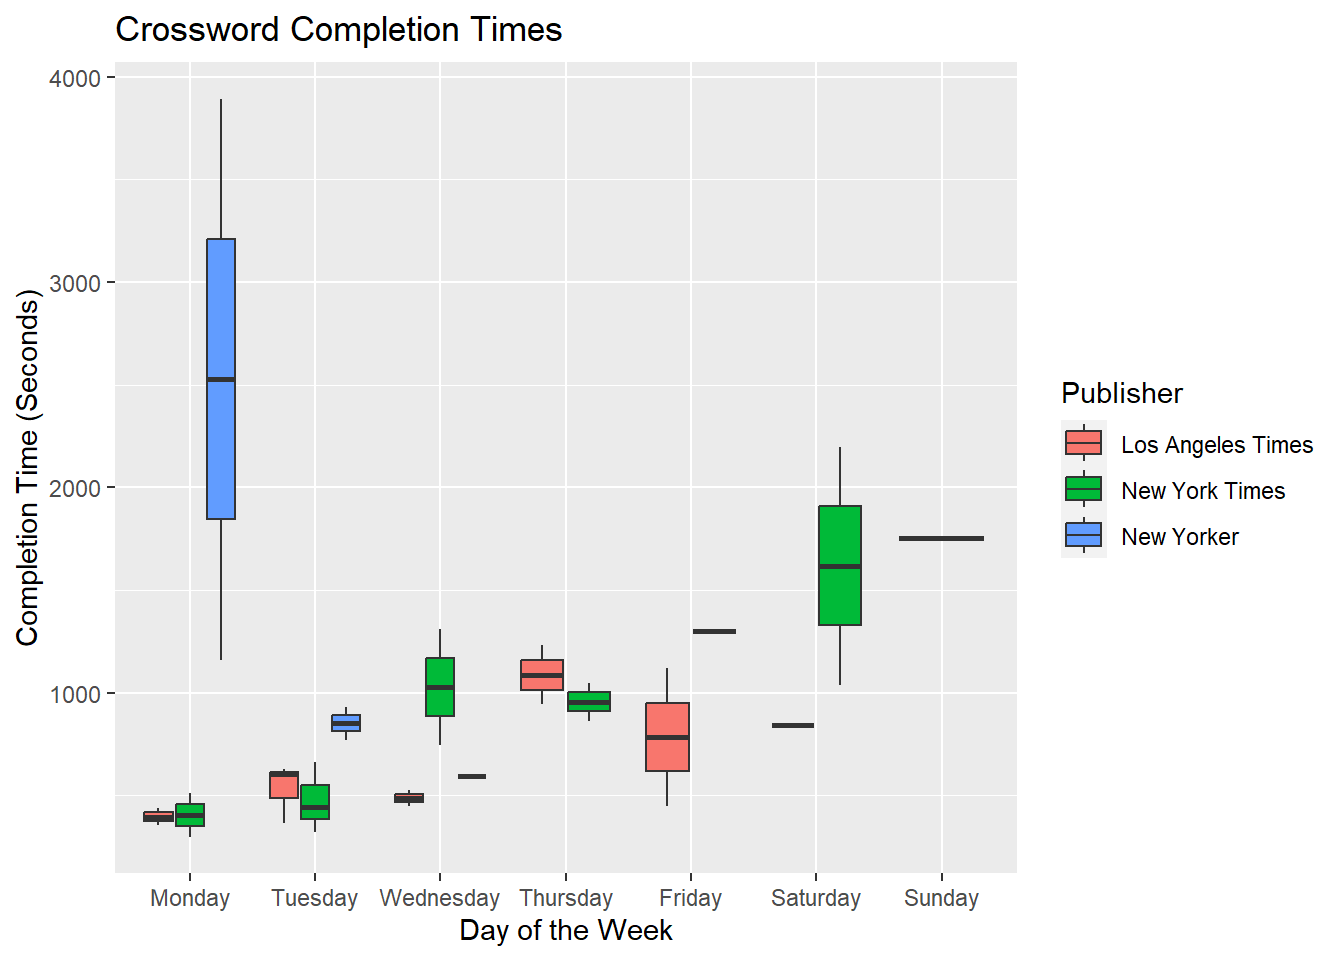 Crossword Completion Times
4000
3000
2000
1000
Completion Time (Seconds)
Monday Tuesday Wednesday Thursday Friday Saturday Sunday
Day of the Week
Publisher
Los Angeles Times
New York Times
New Yorker